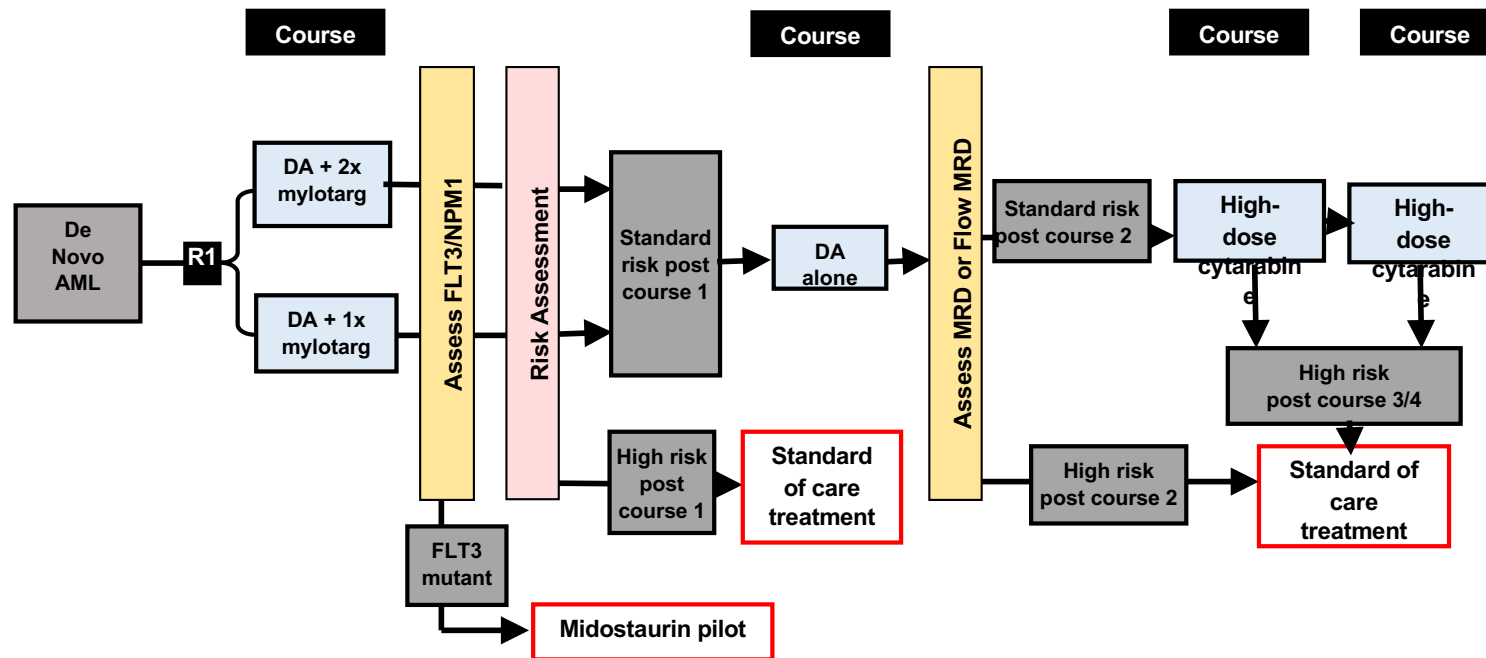 Course
Course
Course
Course
De
Novo
AML
R1
DA + 2x
mylotarg
DA + 1x
mylotarg
Assess FLT3/NPM1
Risk Assessment
Standard
risk post
course 1
DA
alone
Assess MRD or Flow MRD
Standard risk
post course 2
High-
dose
cytarabin
e
High-
dose
cytarabin
e
High risk
post course 3/4
High risk
post
course 1
Standard
of care
treatment
High risk
post course 2
Standard of
care
treatment
FLT3
mutant
Midostaurin pilot